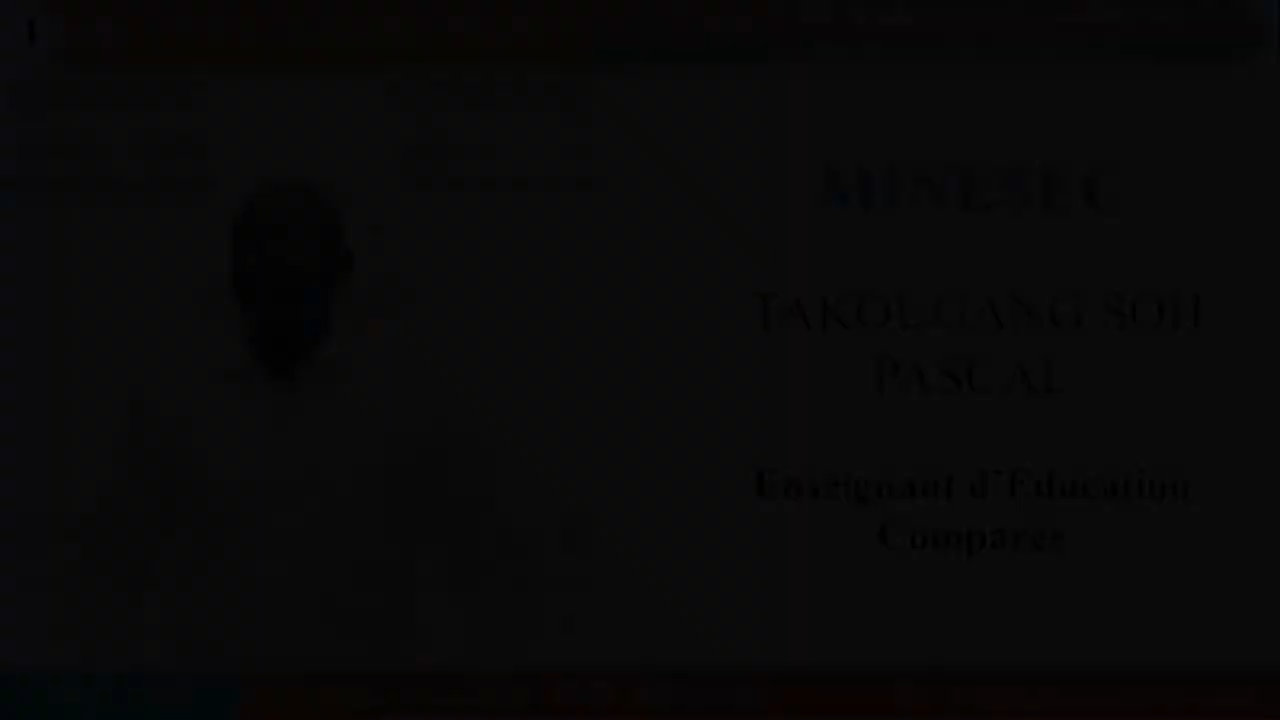 MINESEC
TAKOUGANG SOH
PASCAL
Enseignant d'Education
Comparée